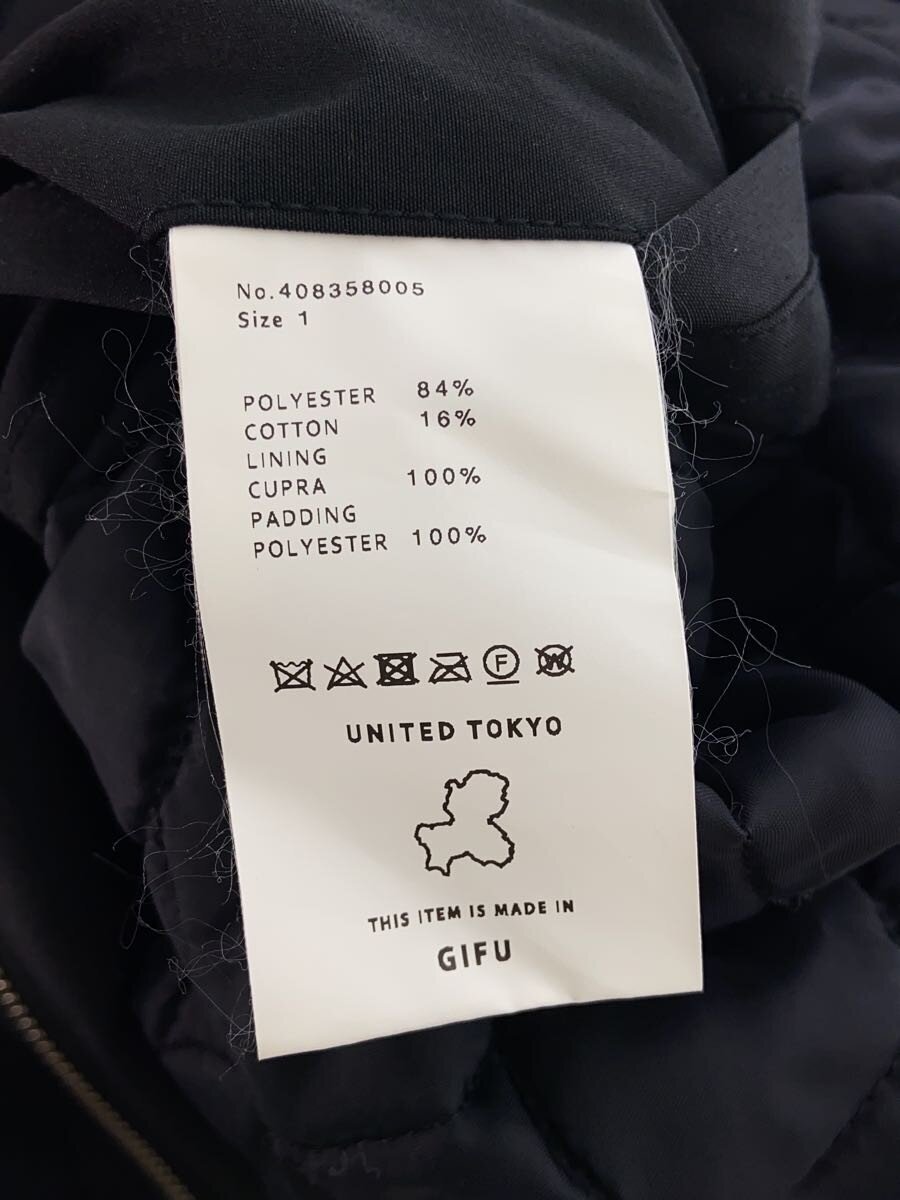 No.408358005
Size 1
POLYESTER 84%
COTTON 16%
LINING
CUPRA 100%
PADDING
POLYESTER 100%
F W
UNITED TOKYO
THIS ITEM IS MADE IN
GIFU